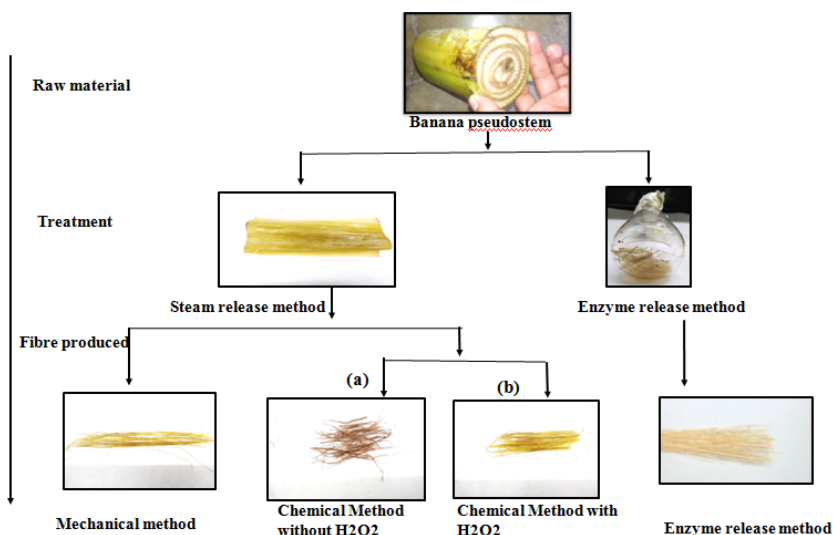 Raw material
Banana pseudostem
Treatment
Steam release method
Enzyme release method
Fibre produced
(a)
(b)
Mechanical method
Chemical Method
without H2O2
Chemical Method with
H2O2
Enzyme release method